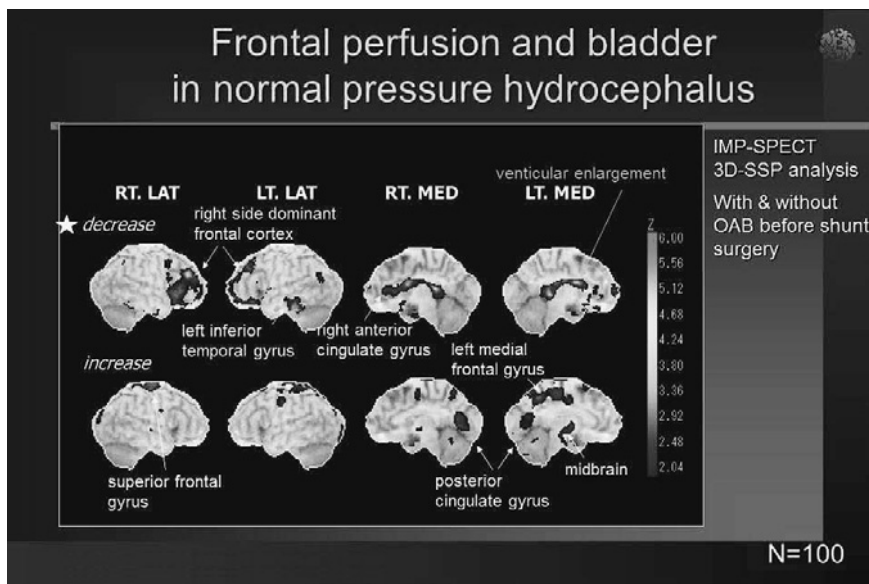 Frontal perfusion and bladder
in normal pressure hydrocephalus
IMP-SPECT
3D-SSP analysis
With & without
OAB before shunt
surgery
venticular enlargement
RT. LAT
LT. LAT
RT. MED
LT. MED
decrease
right side dominant
frontal cortex
left inferior
temporal gyrus
right anterior
cingulate gyrus
left medial
frontal gyrus
increase
superior frontal
gyrus
posterior
cingulate gyrus
midbrain
Z
6.00
5.56
5.12
4.68
4.24
3.80
3.36
2.92
2.48
2.04
N=100